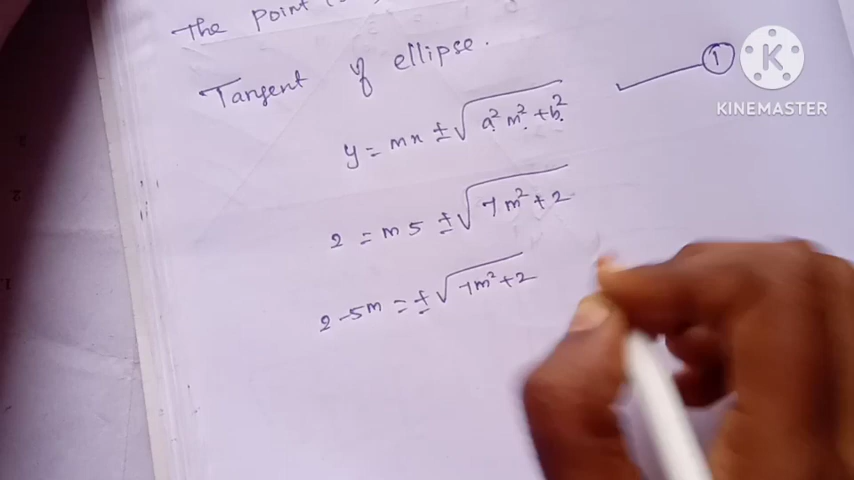 The point (
Tangent of ellipse.
y = mx ± √a²m² + b²
①
K
KINEMASTER
2 = m5 ± √7m² + 2
2 - 5m = ± √7m² + 2